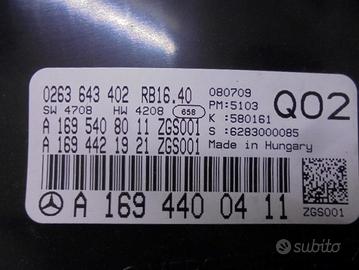 0263 643 402 RB16.40
SW 4708 HW 4208 658
A 169 540 80 11 ZGS001
A 169 442 19 21 ZGS001
080709
PM:5103
K :580161
S :6283000085
Made in Hungary
Q02
A 169 440 04 11
ZGS001
subito